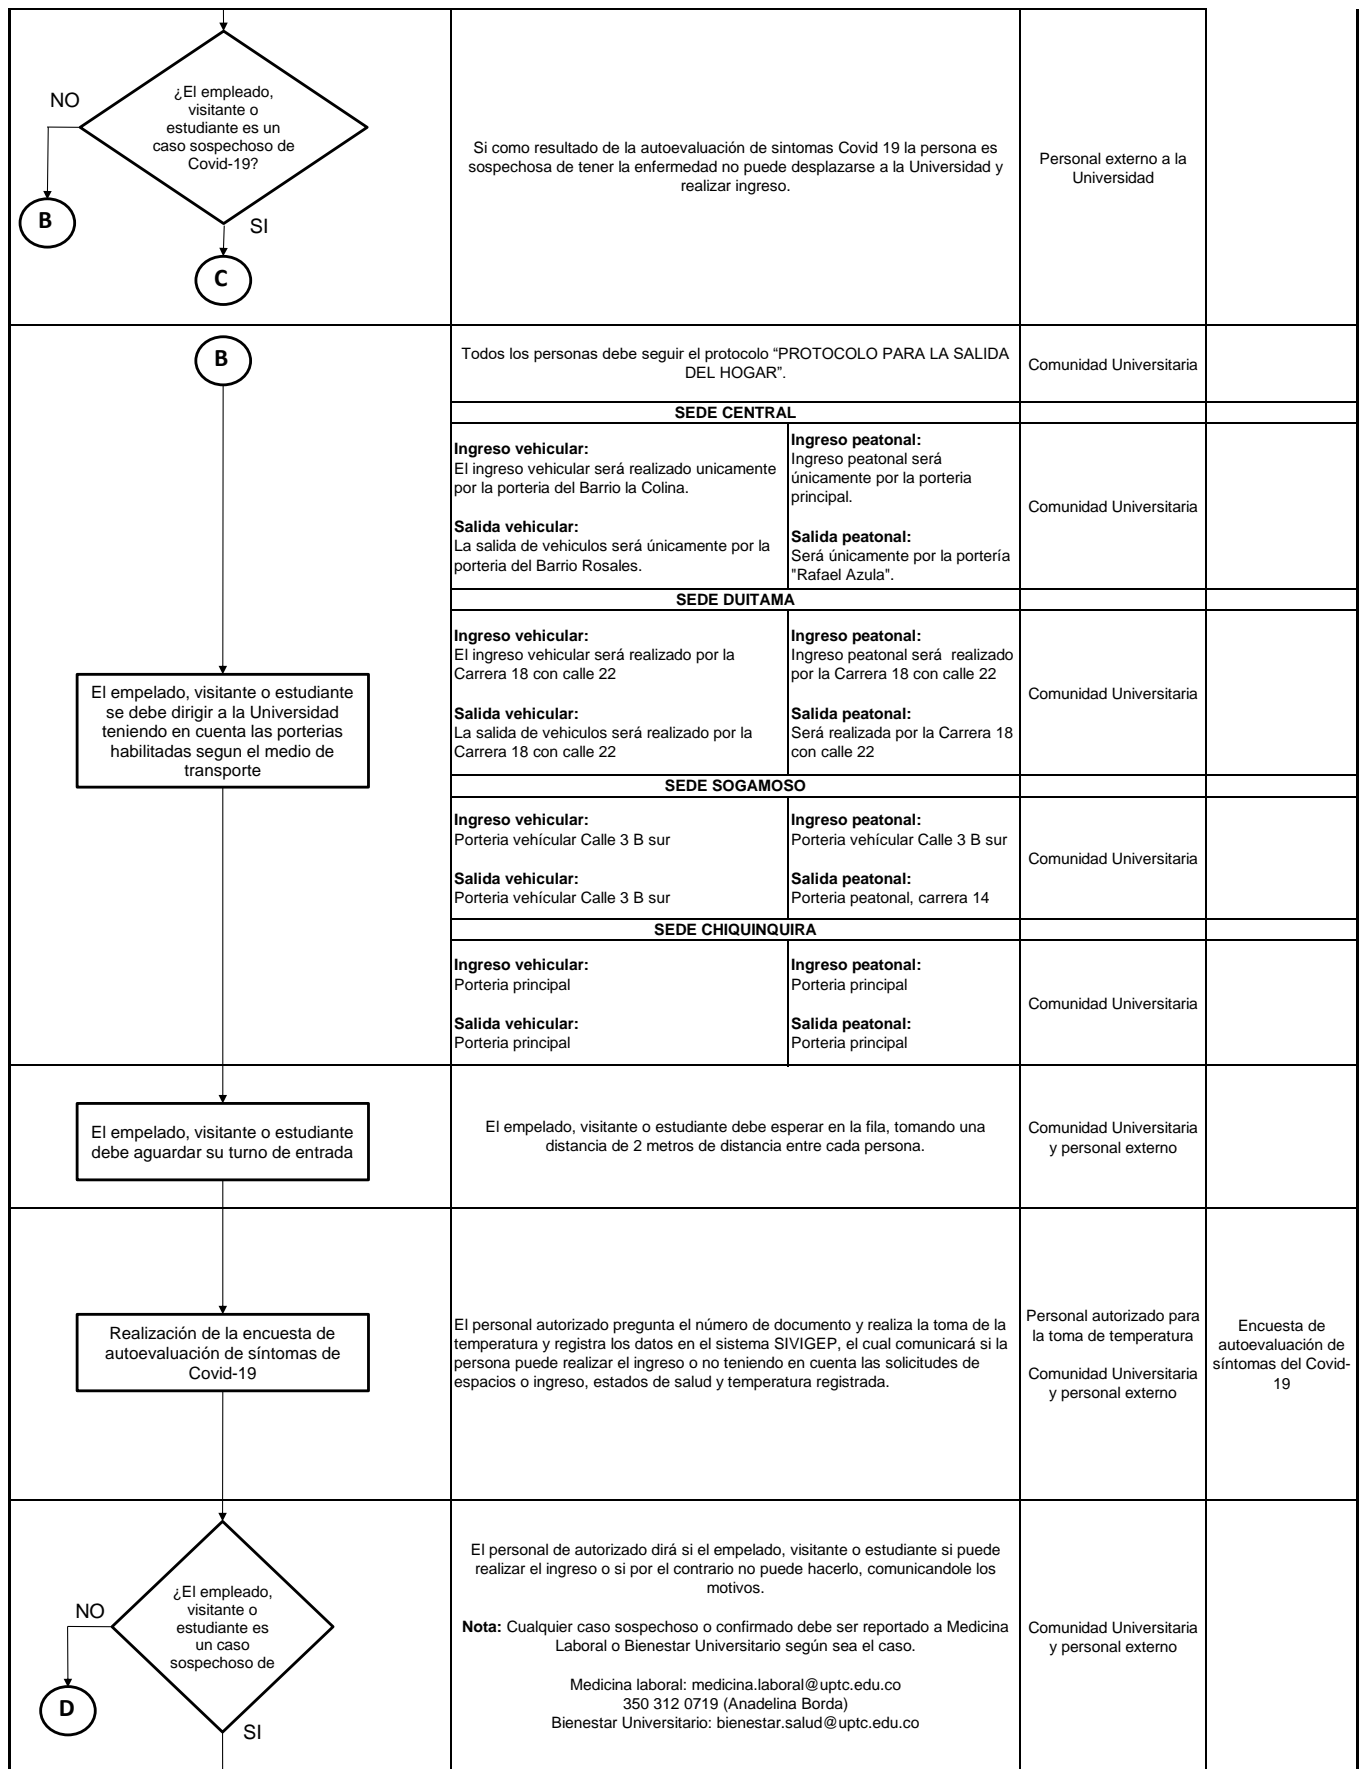 NO
¿El empleado,
visitante o
estudiante es un
caso sospechoso de
Covid-19?
B
SI
C
Si como resultado de la autoevaluación de sintomas Covid 19 la persona es
sospechosa de tener la enfermedad no puede desplazarse a la Universidad y
realizar ingreso.
Personal externo a la
Universidad
B
Todos los personas debe seguir el protocolo “PROTOCOLO PARA LA SALIDA
DEL HOGAR”.
Comunidad Universitaria
SEDE CENTRAL
Ingreso vehicular:
El ingreso vehicular será realizado unicamente
por la porteria del Barrio la Colina.
Salida vehicular:
La salida de vehiculos será únicamente por la
porteria del Barrio Rosales.
Ingreso peatonal:
Ingreso peatonal será
únicamente por la porteria
principal.
Salida peatonal:
Será únicamente por la portería
"Rafael Azula".
Comunidad Universitaria
SEDE DUITAMA
Ingreso vehicular:
El ingreso vehicular será realizado por la
Carrera 18 con calle 22
Salida vehicular:
La salida de vehiculos será realizado por la
Carrera 18 con calle 22
Ingreso peatonal:
Ingreso peatonal será  realizado
por la Carrera 18 con calle 22
Salida peatonal:
Será realizada por la Carrera 18
con calle 22
Comunidad Universitaria
El empelado, visitante o estudiante
se debe dirigir a la Universidad
teniendo en cuenta las porterias
habilitadas segun el medio de
transporte
SEDE SOGAMOSO
Ingreso vehicular:
Porteria vehícular Calle 3 B sur
Salida vehicular:
Porteria vehícular Calle 3 B sur
Ingreso peatonal:
Porteria vehícular Calle 3 B sur
Salida peatonal:
Porteria peatonal, carrera 14
Comunidad Universitaria
SEDE CHIQUINQUIRA
Ingreso vehicular:
Porteria principal
Salida vehicular:
Porteria principal
Ingreso peatonal:
Porteria principal
Salida peatonal:
Porteria principal
Comunidad Universitaria
El empelado, visitante o estudiante
debe aguardar su turno de entrada
El empelado, visitante o estudiante debe esperar en la fila, tomando una
distancia de 2 metros de distancia entre cada persona.
Comunidad Universitaria
y personal externo
Realización de la encuesta de
autoevaluación de síntomas de
Covid-19
El personal autorizado pregunta el número de documento y realiza la toma de la
temperatura y registra los datos en el sistema SIVIGEP, el cual comunicará si la
persona puede realizar el ingreso o no teniendo en cuenta las solicitudes de
espacios o ingreso, estados de salud y temperatura registrada.
Personal autorizado para
la toma de temperatura
Comunidad Universitaria
y personal externo
Encuesta de
autoevaluación de
síntomas del Covid-
19
NO
¿El empleado,
visitante o
estudiante es
un caso
sospechoso de
D
SI
El personal de autorizado dirá si el empelado, visitante o estudiante si puede
realizar el ingreso o si por el contrario no puede hacerlo, comunicandole los
motivos.
Nota: Cualquier caso sospechoso o confirmado debe ser reportado a Medicina
Laboral o Bienestar Universitario según sea el caso.
Medicina laboral: medicina.laboral@uptc.edu.co
350 312 0719 (Anadelina Borda)
Bienestar Universitario: bienestar.salud@uptc.edu.co
Comunidad Universitaria
y personal externo